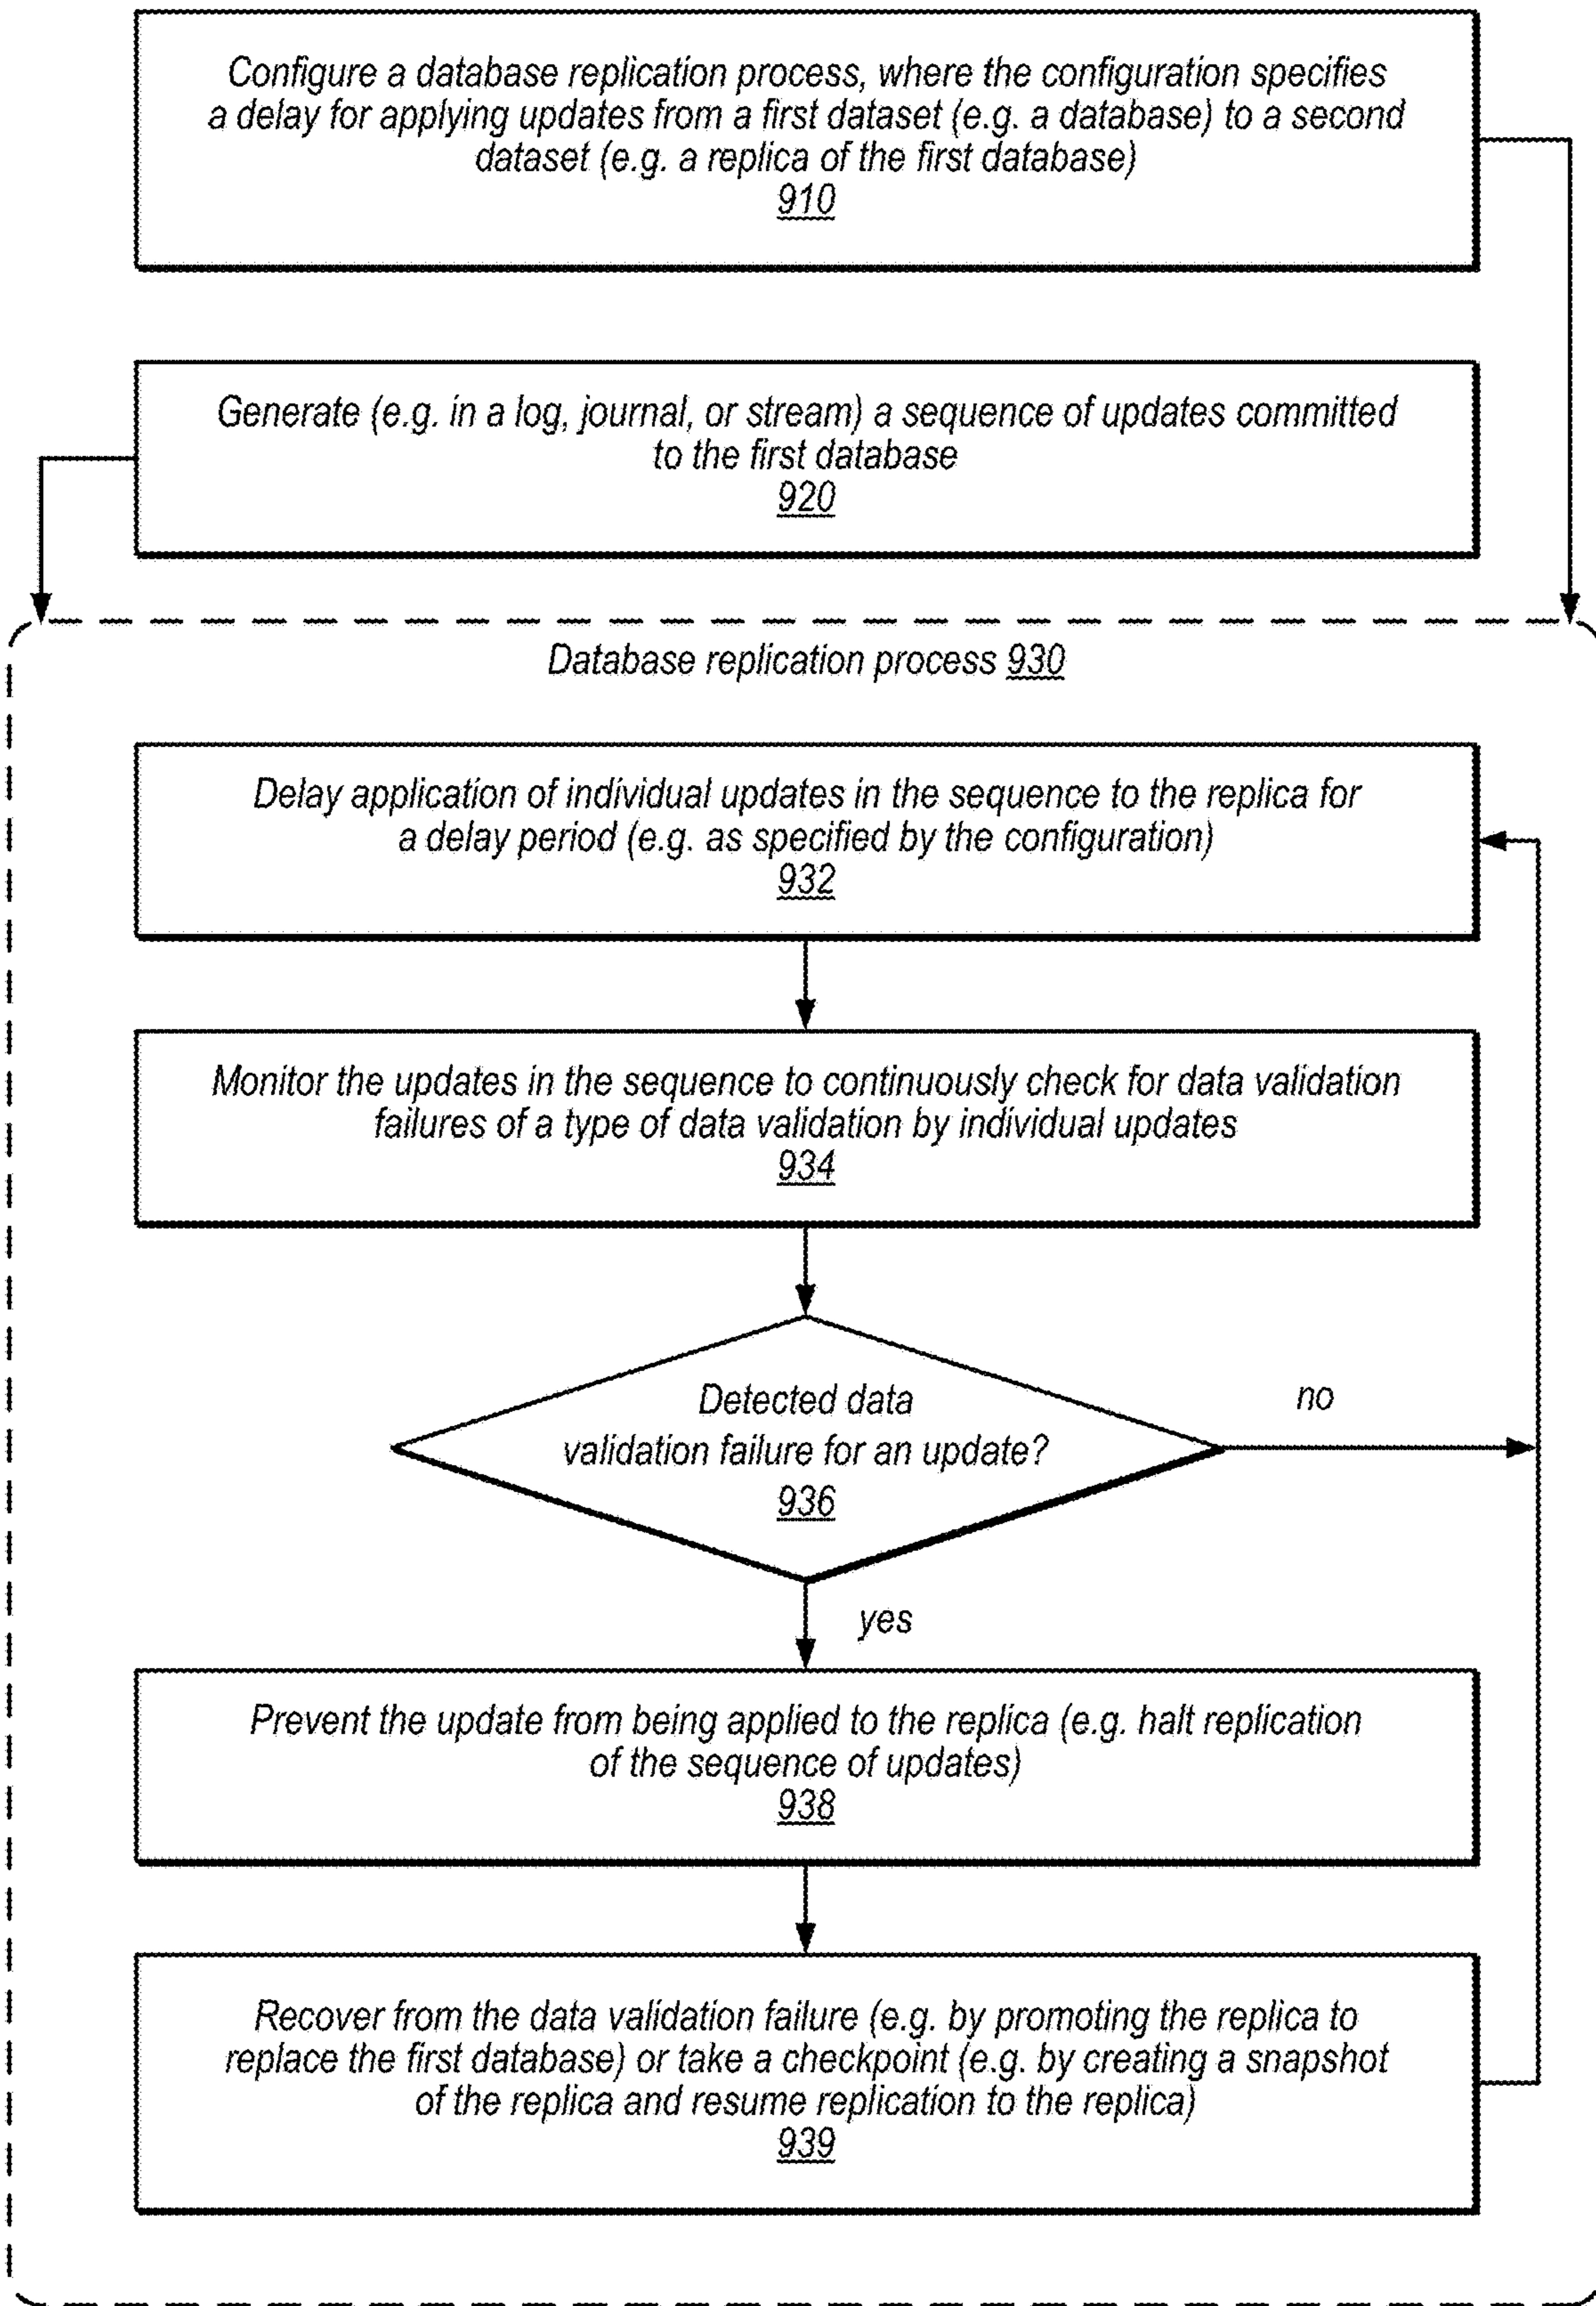 Configure a database replication process, where the configuration specifies
a delay for applying updates from a first dataset (e.g. a database) to a second
dataset (e.g. a replica of the first database)
910
Generate (e.g. in a log, journal, or stream) a sequence of updates committed
to the first database
920
Database replication process 930
Delay application of individual updates in the sequence to the replica for
a delay period (e.g. as specified by the configuration)
932
Monitor the updates in the sequence to continuously check for data validation
failures of a type of data validation by individual updates
934
Detected data
validation failure for an update?
936
no
yes
Prevent the update from being applied to the replica (e.g. halt replication
of the sequence of updates)
938
Recover from the data validation failure (e.g. by promoting the replica to
replace the first database) or take a checkpoint (e.g. by creating a snapshot
of the replica and resume replication to the replica)
939